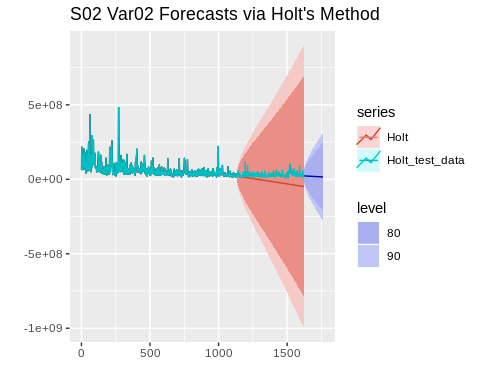 S02 Var02 Forecasts via Holt's Method
5e+08
0e+00
-5e+08
-1e+09
0
500
1000
1500
series
Holt
Holt_test_data
level
80
90